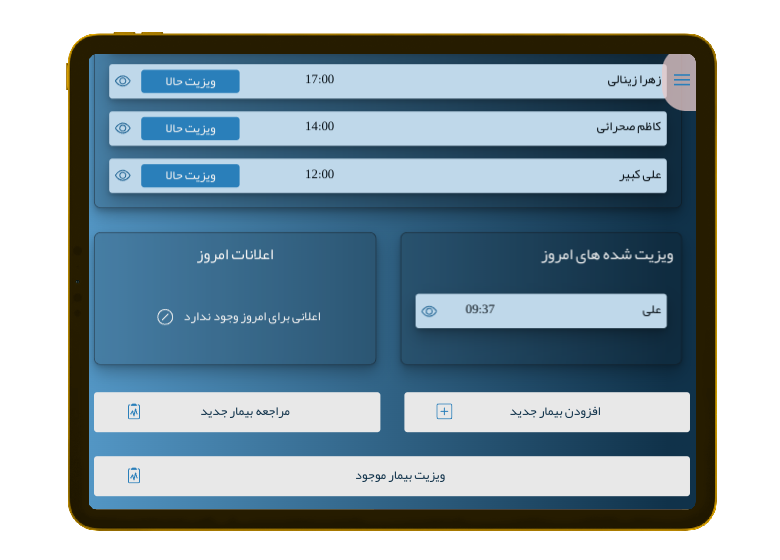 زهرا زینالی 17:00 ویزیت حالا
کاظم صحرائی 14:00 ویزیت حالا
علی کبیر 12:00 ویزیت حالا
ویزیت شده های امروز
علی 09:37
اعلانات امروز
اعلانی برای امروز وجود ندارد
افزودن بیمار جدید
مراجعه بیمار جدید
ویزیت بیمار موجود